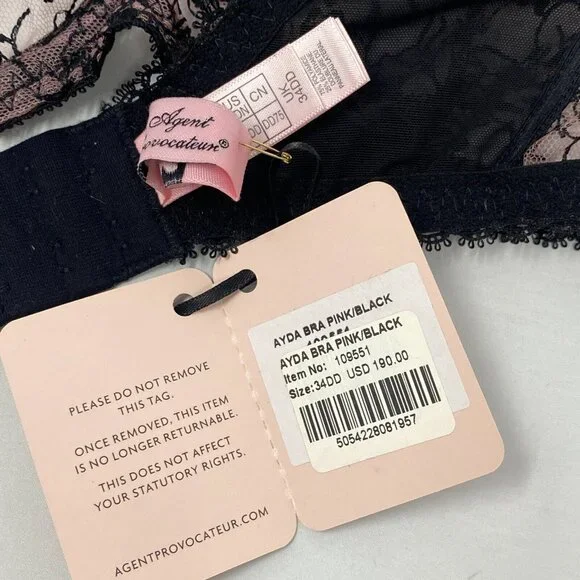 UK
34DD
CN
US
DD75
Agent
Provocateur®
PLEASE DO NOT REMOVE
THIS TAG.
ONCE REMOVED, THIS ITEM
IS NO LONGER RETURNABLE.
THIS DOES NOT AFFECT
YOUR STATUTORY RIGHTS.
AGENTPROVOCATEUR.COM
AYDA BRA PINK/BLACK
109551
AYDA BRA PINK/BLACK
Item No: 109551
Size:34DD USD 190.00
5054228081957